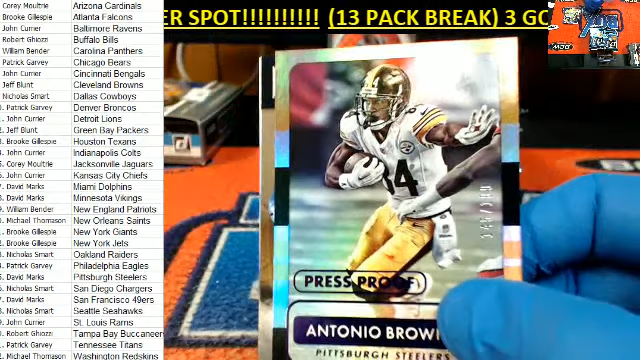 ER SPOT!!!!!!!!!! (13 PACK BREAK) 3 GO
Corey Moultrie Arizona Cardinals
Brooke Gillespie Atlanta Falcons
John Currier Baltimore Ravens
Robert Ghiozzi Buffalo Bills
William Bender Carolina Panthers
Patrick Garvey Chicago Bears
John Currier Cincinnati Bengals
Jeff Blunt Cleveland Browns
Nicholas Smart Dallas Cowboys
Patrick Garvey Denver Broncos
John Currier Detroit Lions
Jeff Blunt Green Bay Packers
Brooke Gillespie Houston Texans
John Currier Indianapolis Colts
Corey Moultrie Jacksonville Jaguars
John Currier Kansas City Chiefs
David Marks Miami Dolphins
David Marks Minnesota Vikings
William Bender New England Patriots
Michael Thomason New Orleans Saints
Brooke Gillespie New York Giants
Brooke Gillespie New York Jets
Nicholas Smart Oakland Raiders
Patrick Garvey Philadelphia Eagles
David Marks Pittsburgh Steelers
Nicholas Smart San Diego Chargers
David Marks San Francisco 49ers
Nicholas Smart Seattle Seahawks
John Currier St. Louis Rams
Robert Ghiozzi Tampa Bay Buccaneer
Patrick Garvey Tennessee Titans
Michael Thomason Washington Redskins
84
PRESS PROOF
ANTONIO BROWN
PITTSBURGH STEELERS